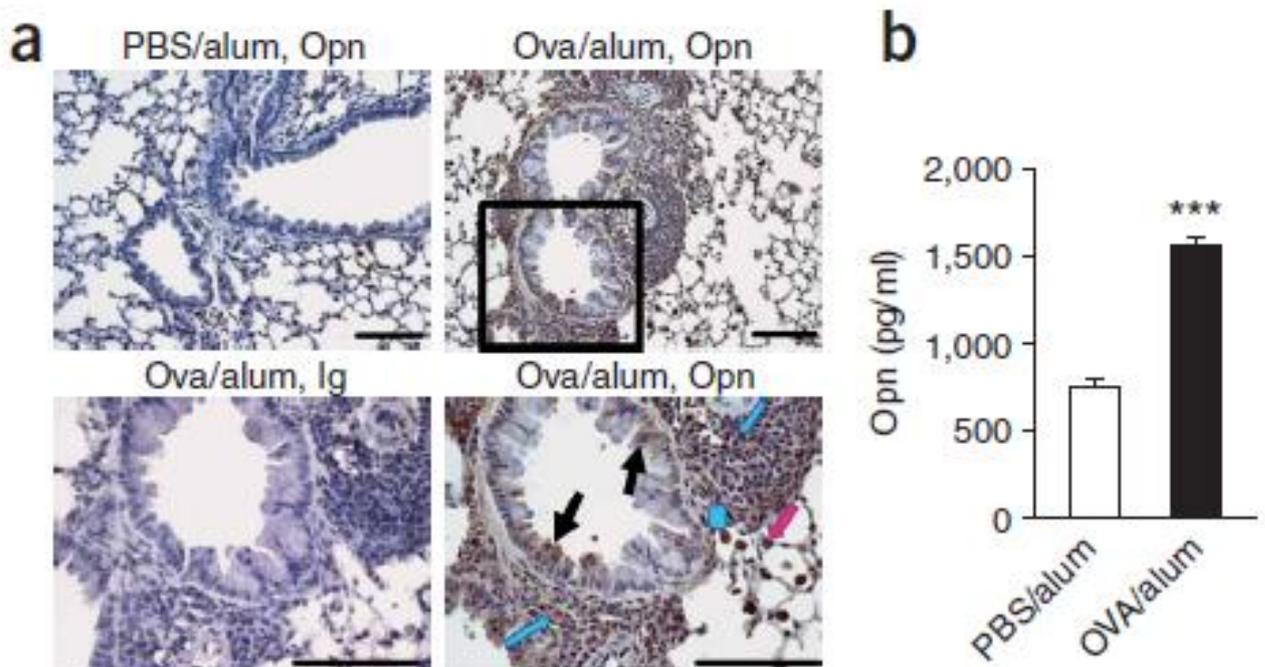 a
PBS/alum, Opn
Ova/alum, Opn
Ova/alum, Ig
Ova/alum, Opn
b
Opn (pg/ml)
2,000
1,500
1,000
500
0
***
PBS/alum
OVA/alum